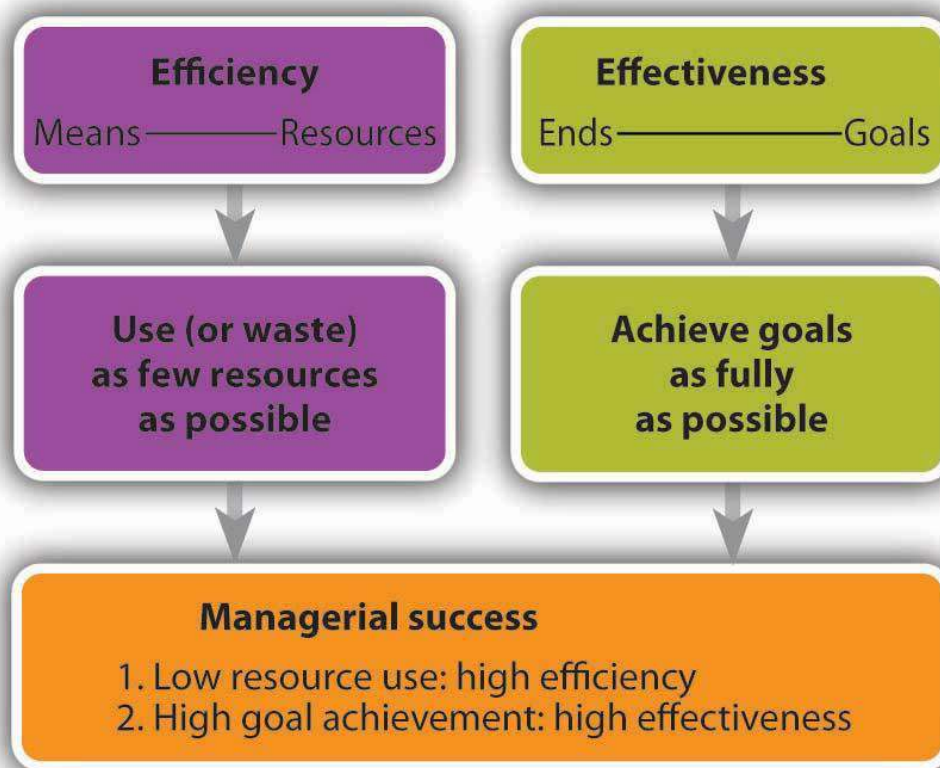 Efficiency
Means Resources
Use (or waste)
as few resources
as possible
Effectiveness
Ends Goals
Achieve goals
as fully
as possible
Managerial success
1. Low resource use: high efficiency
2. High goal achievement: high effectiveness